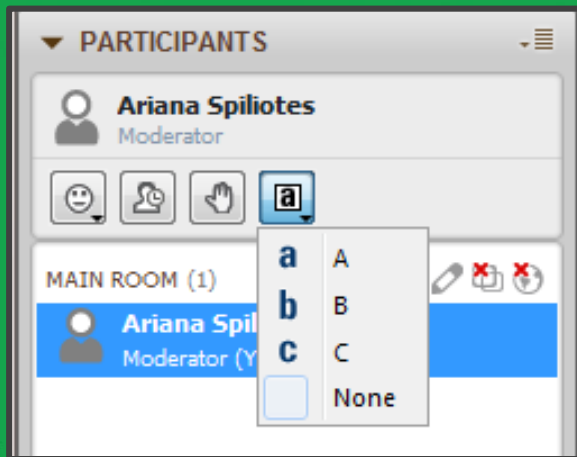 PARTICIPANTS
Ariana Spiliotes
Moderator
a
a A
MAIN ROOM (1)
b B
Ariana Spil
c C
Moderator (Y
None